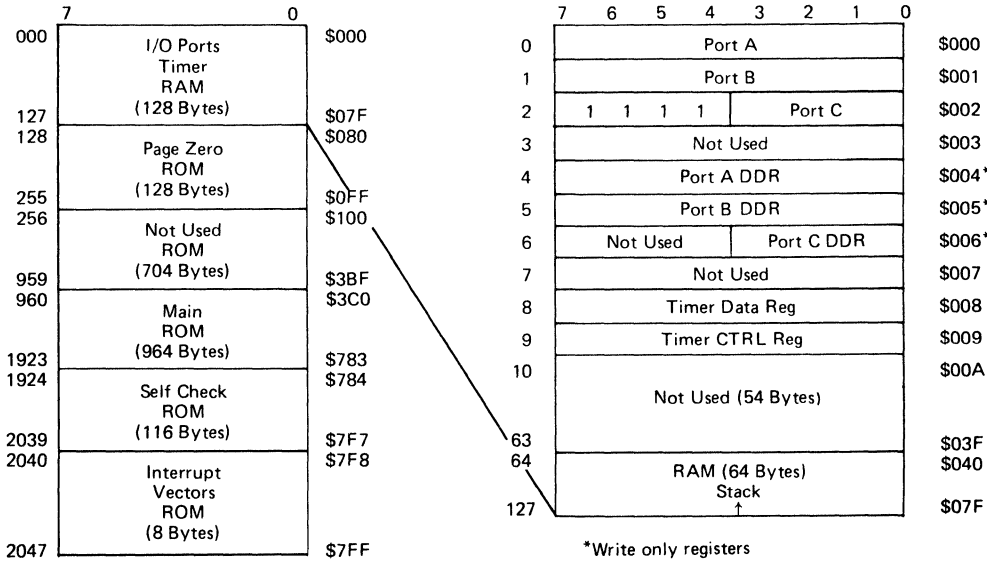 7 0
000 I/O Ports $000
Timer
RAM
127 (128 Bytes) $07F
128 $080
Page Zero
ROM
255 (128 Bytes) $0FF
256 $100
Not Used
ROM
959 (704 Bytes) $3BF
960 $3C0
Main
ROM
1923 (964 Bytes) $783
1924 $784
Self Check
ROM
2039 (116 Bytes) $7F7
2040 $7F8
Interrupt
Vectors
ROM
(8 Bytes)
2047 $7FF
7 6 5 4 3 2 1 0
0 Port A $000
1 Port B $001
2 1 1 1 1 Port C $002
3 Not Used $003
4 Port A DDR $004*
5 Port B DDR $005*
6 Not Used Port C DDR $006*
7 Not Used $007
8 Timer Data Reg $008
9 Timer CTRL Reg $009
10 $00A
Not Used (54 Bytes)
63 $03F
64 $040
RAM (64 Bytes)
Stack
↑
127 $07F
*Write only registers